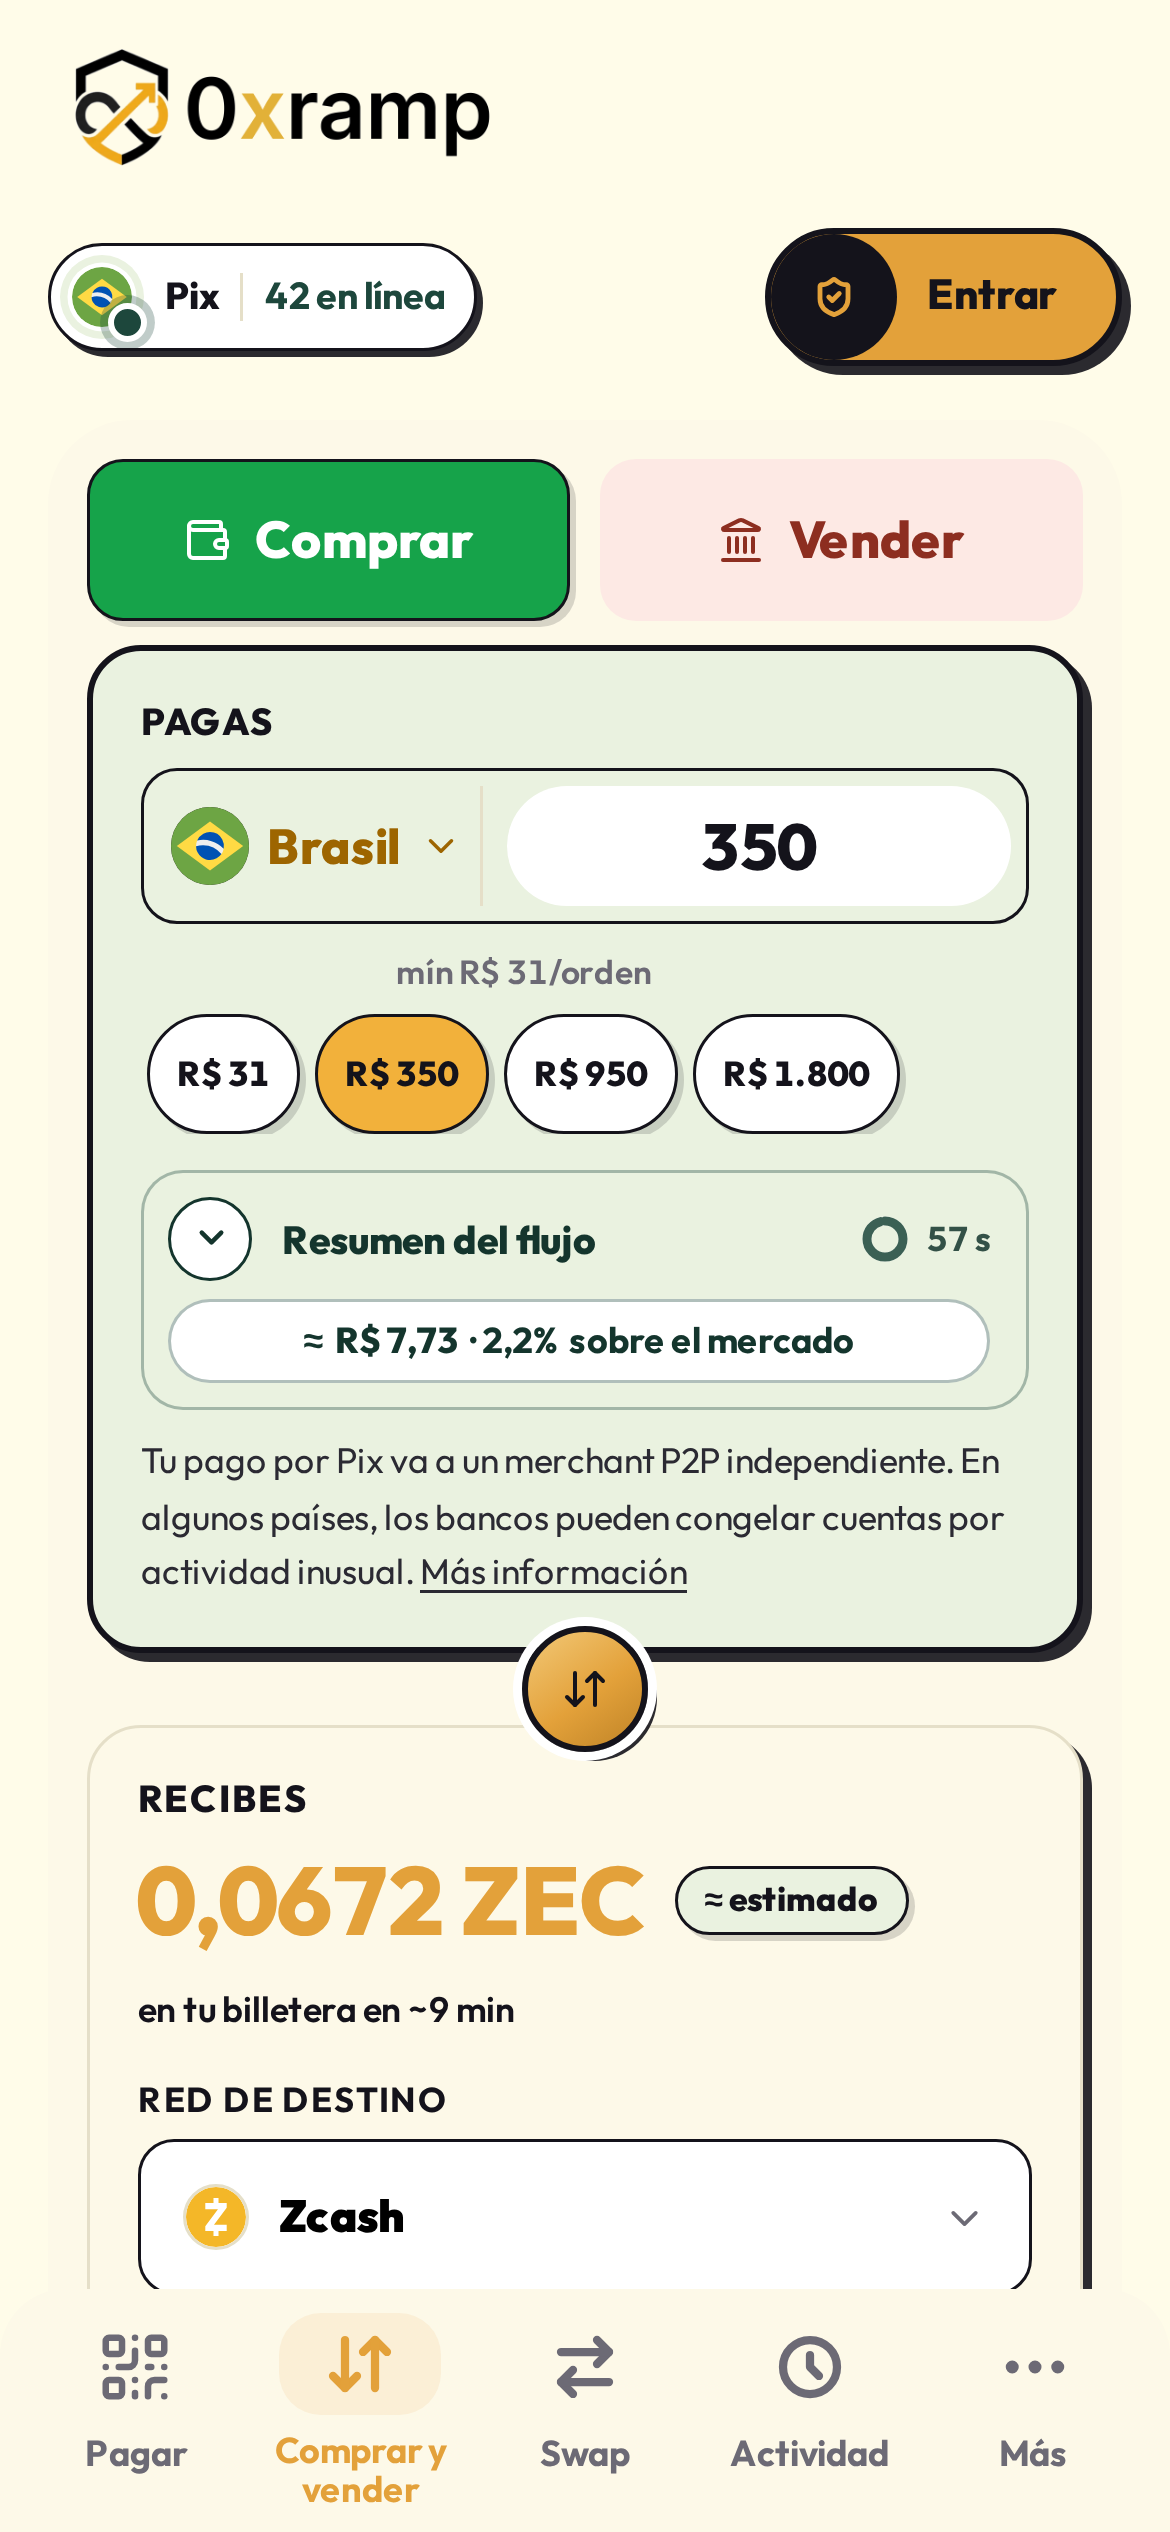 0xramp
Pix
42 en línea
Entrar
Comprar
Vender
PAGAS
Brasil
350
mín R$ 31/orden
R$ 31
R$ 350
R$ 950
R$ 1.800
Resumen del flujo
57 s
≈ R$ 7,73 · 2,2% sobre el mercado
Tu pago por Pix va a un merchant P2P independiente. En
algunos países, los bancos pueden congelar cuentas por
actividad inusual. Más información
RECIBES
0,0672 ZEC
≈ estimado
en tu billetera en ~9 min
RED DE DESTINO
Zcash
Pagar
Comprar y
vender
Swap
Actividad
Más